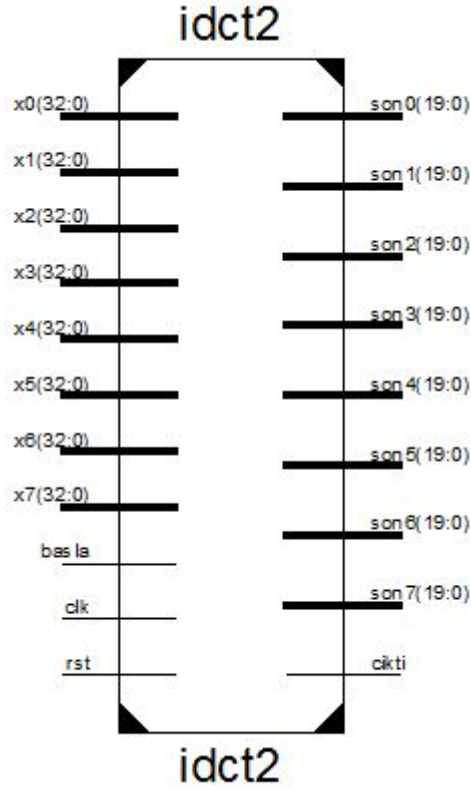 idct2
x0(32:0)
x1(32:0)
x2(32:0)
x3(32:0)
x4(32:0)
x5(32:0)
x6(32:0)
x7(32:0)
basla
clk
rst
son0(19:0)
son1(19:0)
son2(19:0)
son3(19:0)
son4(19:0)
son5(19:0)
son6(19:0)
son7(19:0)
cikti
idct2